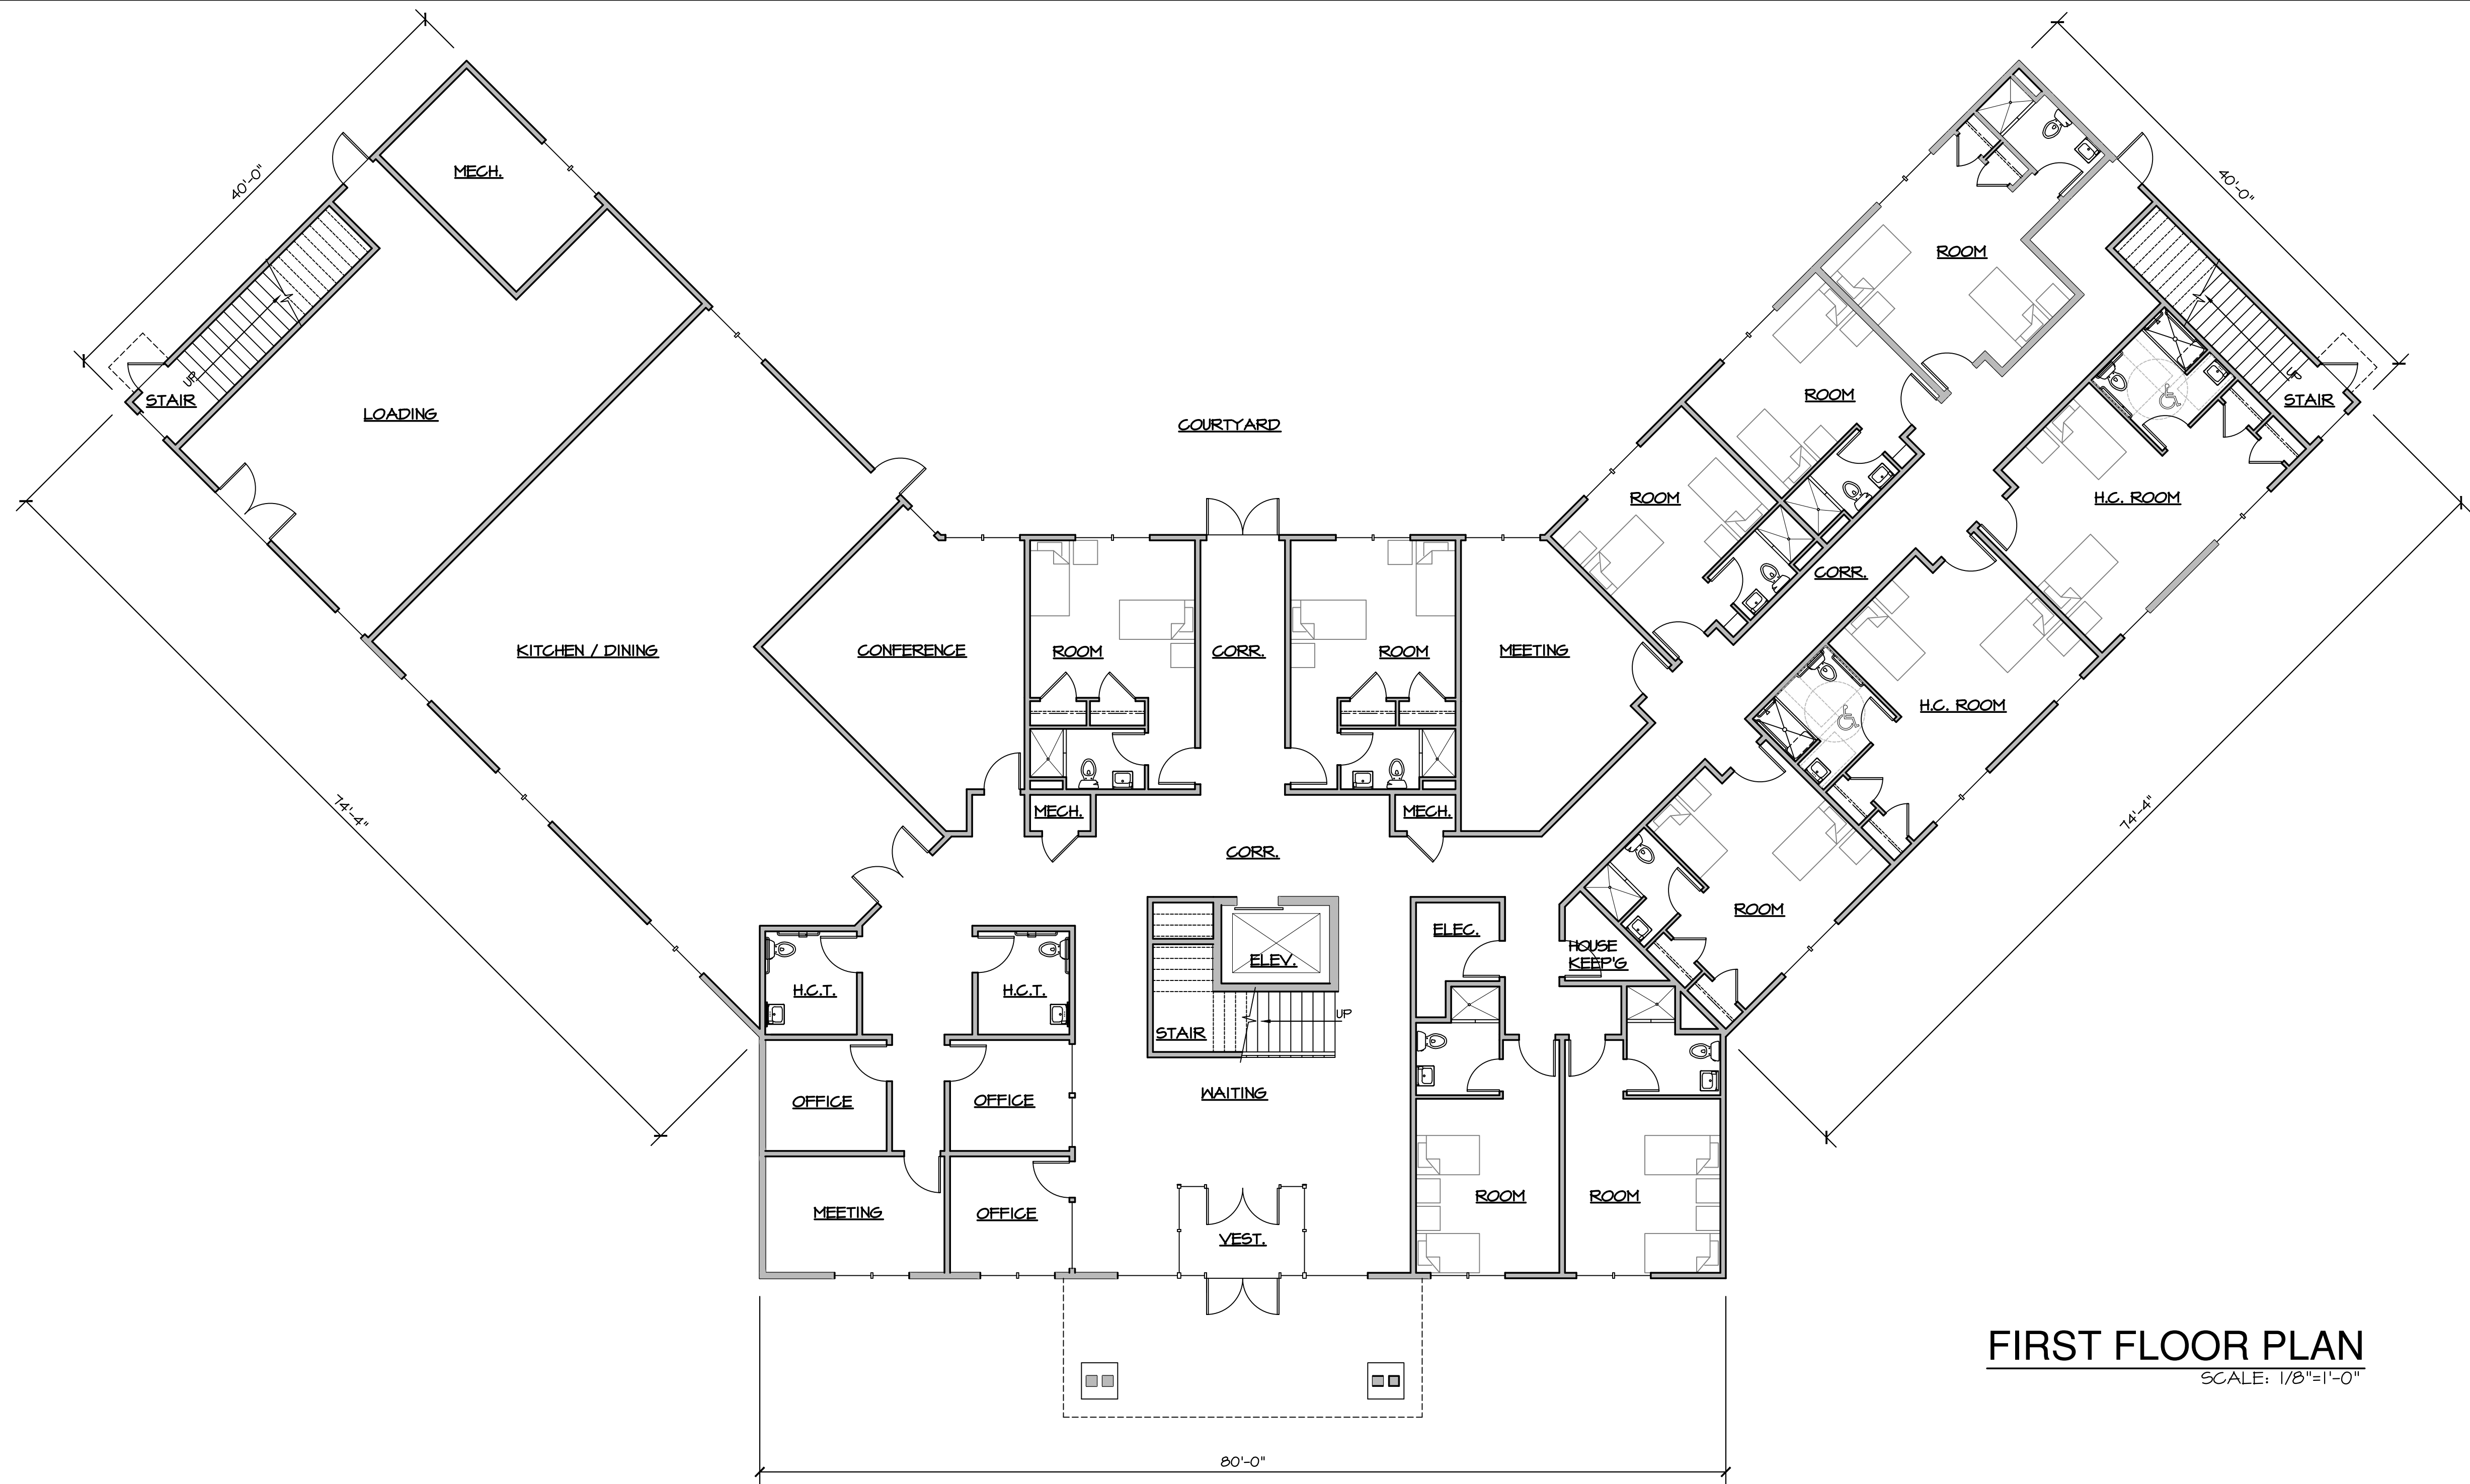 40'-0"
MECH.
40'-0"
ROOM
UP
STAIR
LOADING
COURTYARD
ROOM
UP
STAIR
ROOM
H.C. ROOM
CORR.
KITCHEN / DINING
CONFERENCE
ROOM
CORR.
ROOM
MEETING
H.C. ROOM
74'-4"
MECH.
MECH.
74'-4"
CORR.
ROOM
ELEC.
HOUSE
KEEP'G
ELEV.
H.C.T.
H.C.T.
UP
STAIR
OFFICE
OFFICE
WAITING
ROOM
ROOM
MEETING
OFFICE
VEST.
FIRST FLOOR PLAN
SCALE: 1/8"=1'-0"
80'-0"